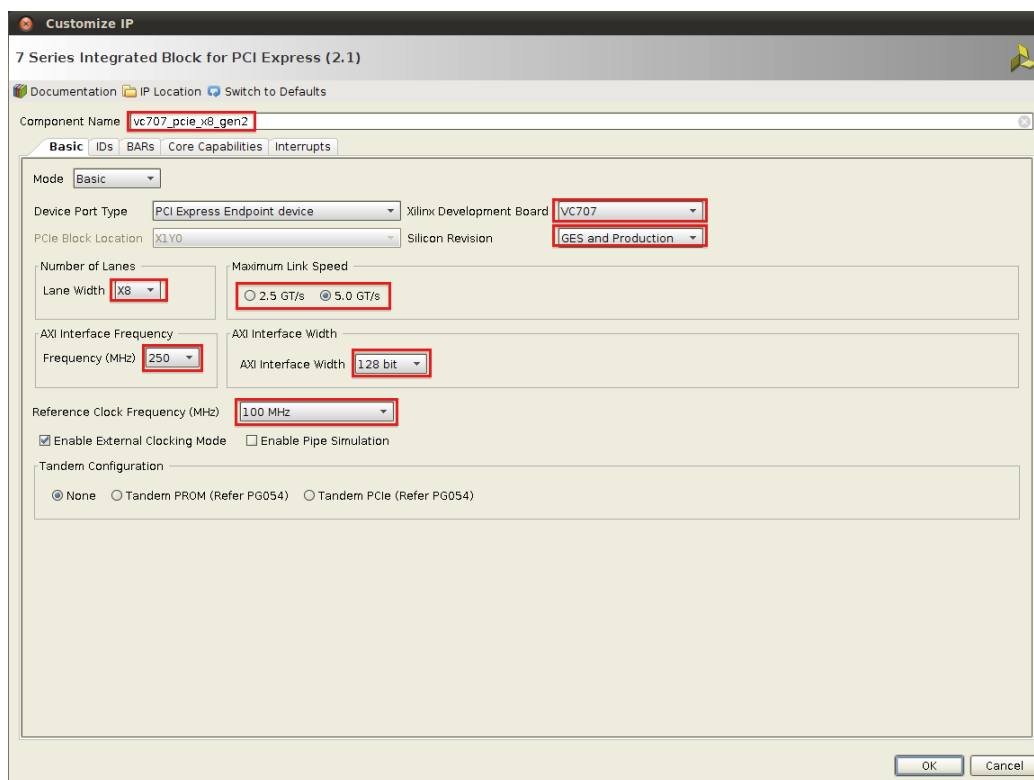 Customize IP
7 Series Integrated Block for PCI Express (2.1)
Documentation IP Location Switch to Defaults
Component Name vc707_pcie_x8_gen2
Basic IDs BARs Core Capabilities Interrupts
Mode Basic
Device Port Type PCI Express Endpoint device Xilinx Development Board VC707
PCIe Block Location X1Y0 Silicon Revision GES and Production
Number of Lanes Maximum Link Speed
Lane Width X8 2.5 GT/s 5.0 GT/s
AXI Interface Frequency AXI Interface Width
Frequency (MHz) 250 AXI Interface Width 128 bit
Reference Clock Frequency (MHz) 100 MHz
Enable External Clocking Mode Enable Pipe Simulation
Tandem Configuration
None Tandem PROM (Refer PG054) Tandem PCIe (Refer PG054)
OK Cancel